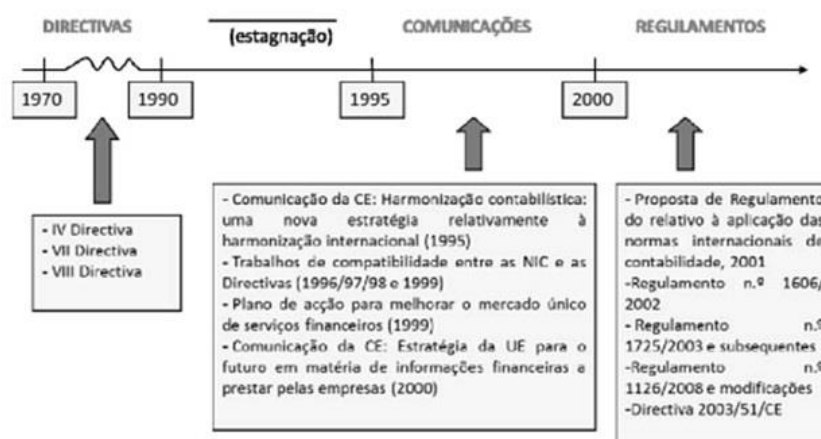 DIRECTIVAS
(estagnação)
COMUNICAÇÕES
REGULAMENTOS
1970
1990
1995
2000
- IV Directiva
- VII Directiva
- VIII Directiva
- Comunicação da CE: Harmonização contabilística:
uma nova estratégia relativamente à
harmonização internacional (1995)
- Trabalhos de compatibilidade entre as NIC e as
Directivas (1996/97/98 e 1999)
- Plano de acção para melhorar o mercado único
de serviços financeiros (1999)
- Comunicação da CE: Estratégia da UE para o
futuro em matéria de informações financeiras a
prestar pelas empresas (2000)
- Proposta de Regulamento
do relativo à aplicação das
normas internacionais de
contabilidade, 2001
-Regulamento n.º 1606/
2002
- Regulamento n.º
1725/2003 e subsequentes
-Regulamento n.º
1126/2008 e modificações
-Directiva 2003/51/CE